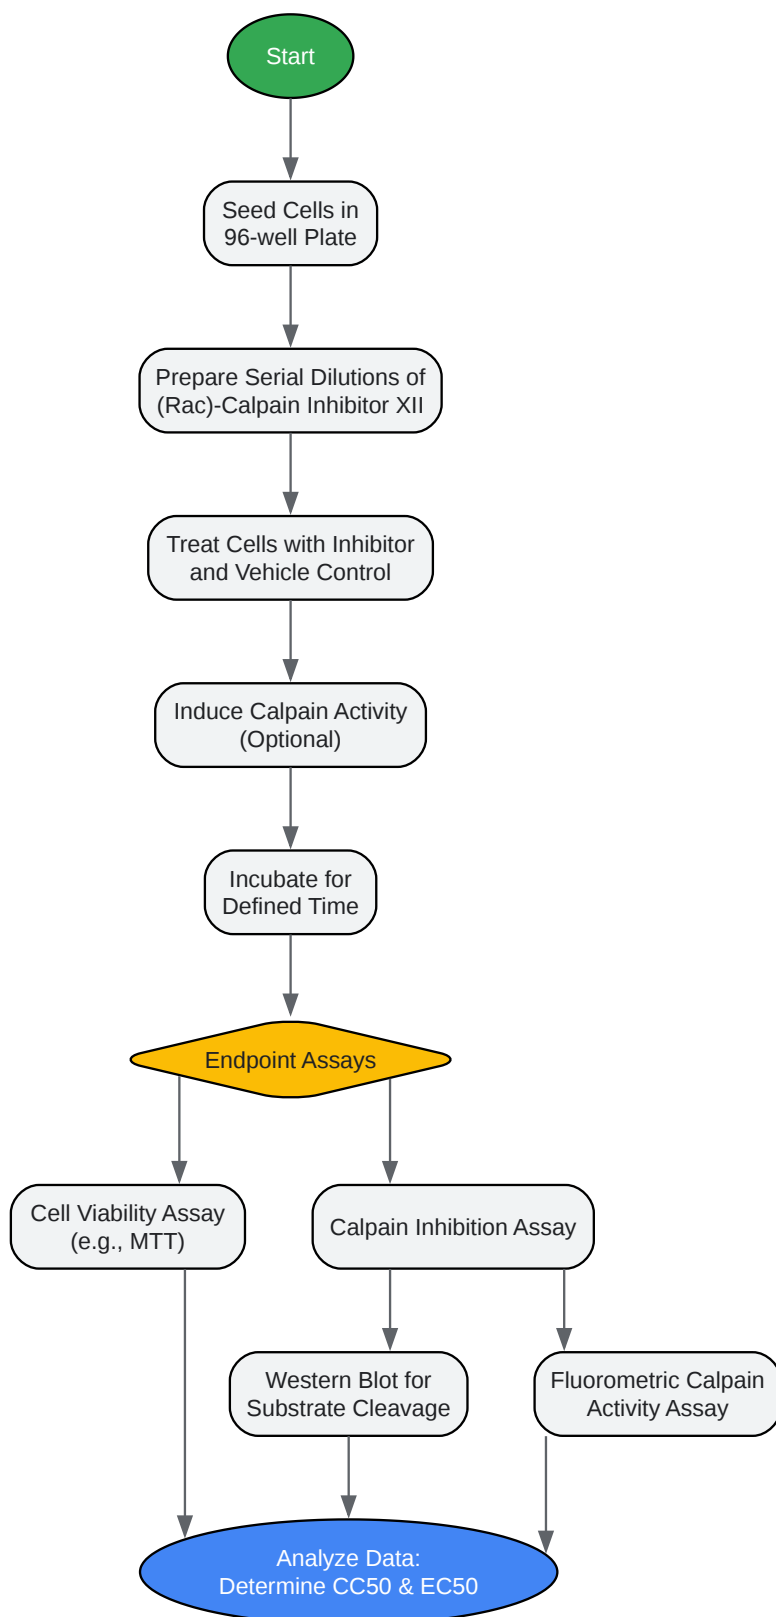 Start
Seed Cells in
96-well Plate
Prepare Serial Dilutions of
(Rac)-Calpain Inhibitor XII
Treat Cells with Inhibitor
and Vehicle Control
Induce Calpain Activity
(Optional)
Incubate for
Defined Time
Endpoint Assays
Cell Viability Assay
(e.g., MTT)
Calpain Inhibition Assay
Western Blot for
Substrate Cleavage
Fluorometric Calpain
Activity Assay
Analyze Data:
Determine CC50 & EC50